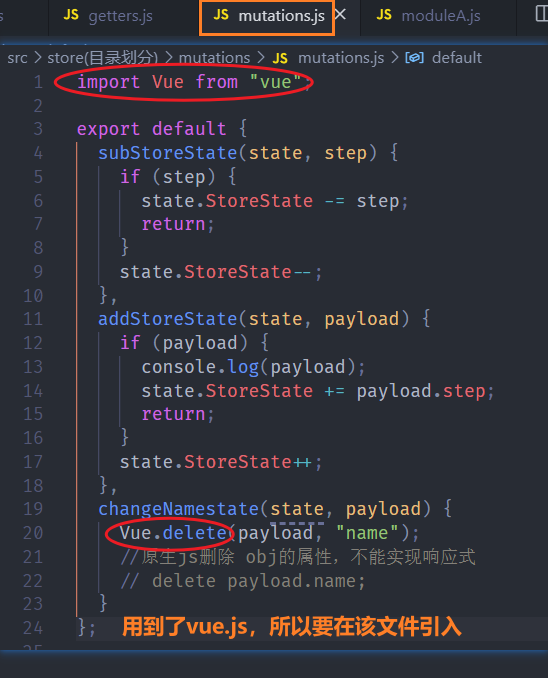 s
JS getters.js
JS mutations.js ×
JS moduleA.js
src > store(目录划分) > mutations > JS mutations.js > default
1 import Vue from "vue";
2
3 export default {
4 subStoreState(state, step) {
5 if (step) {
6 state.StoreState -= step;
7 return;
8 }
9 state.StoreState--;
10 },
11 addStoreState(state, payload) {
12 if (payload) {
13 console.log(payload);
14 state.StoreState += payload.step;
15 return;
16 }
17 state.StoreState++;
18 },
19 changeNamestate(state, payload) {
20 Vue.delete(payload, "name");
21 //原生js删除 obj的属性，不能实现响应式
22 // delete payload.name;
23 }
24 }; 用到了vue.js，所以要在该文件引入
25